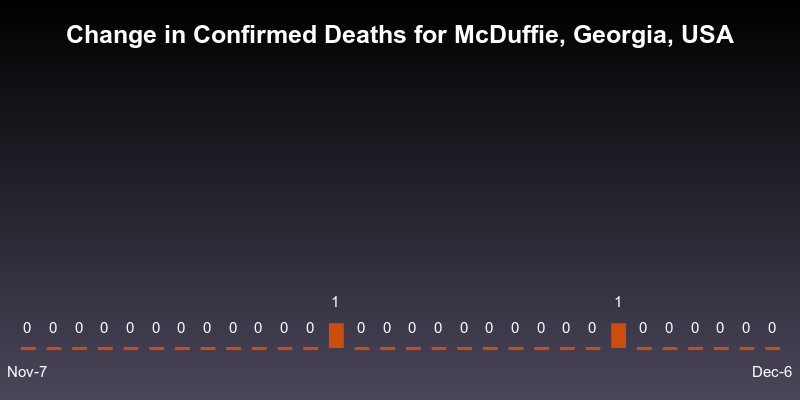 Change in Confirmed Deaths for McDuffie, Georgia, USA
1 1
0 0 0 0 0 0 0 0 0 0 0 0 0 0 0 0 0 0 0 0 0 0 0 0 0 0 0 0
Nov-7 Dec-6